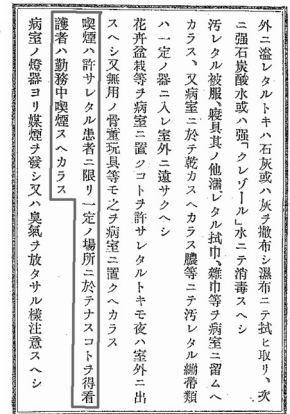 外ニ溢レタルトキハ石灰或ハ灰ヲ撒布シ瀑布ニテ拭ヒ取リ、次
ニ强石炭酸水或ハ强「クレゾール」水ニテ消毒スヘシ
汚レタル被服、寢具其ノ他濡レタル拭巾、雜巾等ヲ病室ニ留ムヘ
カラス、又病室ニ於テ乾カスヘカラス膿等ニテ汚レタル繃帶類
ハ一定ノ器ニ入レ室外ニ遠サクヘシ
花卉盆栽等ヲ病室ニ置クコトヲ許サレタルトキモ夜ハ室外ニ出
スヘシ又無用ノ骨董玩具等モ之ヲ病室ニ置クヘカラス
喫煙ハ許サレタル患者ニ限リ一定ノ場所ニ於テナスコトヲ得看
護者ハ勤務中喫煙スヘカラス
病室ノ燈器ヨリ媒煙ヲ發シ又ハ臭氣ヲ放タサル樣注意スヘシ